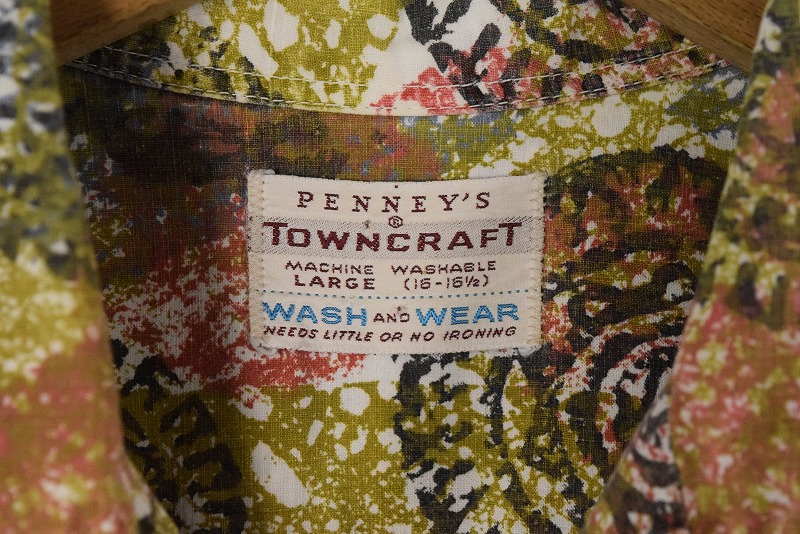 PENNEY'S
®
TOWNCRAFT
MACHINE WASHABLE
LARGE (16-16½)
WASH AND WEAR
NEEDS LITTLE OR NO IRONING